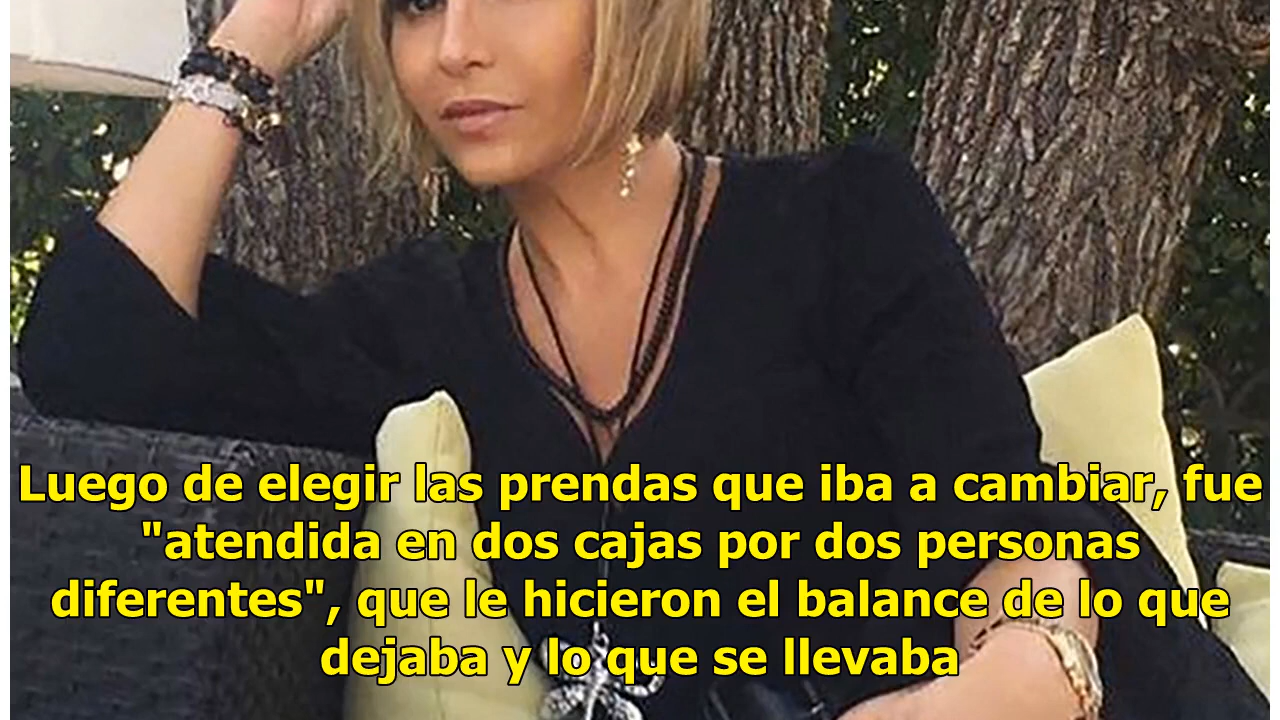 Luego de elegir las prendas que iba a cambiar, fue
"atendida en dos cajas por dos personas
diferentes", que le hicieron el balance de lo que
dejaba y lo que se llevaba